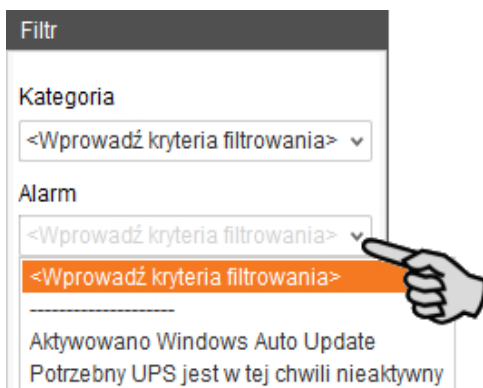 Filtr
Kategoria
<Wprowadź kryteria filtrowania>
Alarm
<Wprowadź kryteria filtrowania>
<Wprowadź kryteria filtrowania>
--------------------
Aktywowano Windows Auto Update
Potrzebny UPS jest w tej chwili nieaktywny